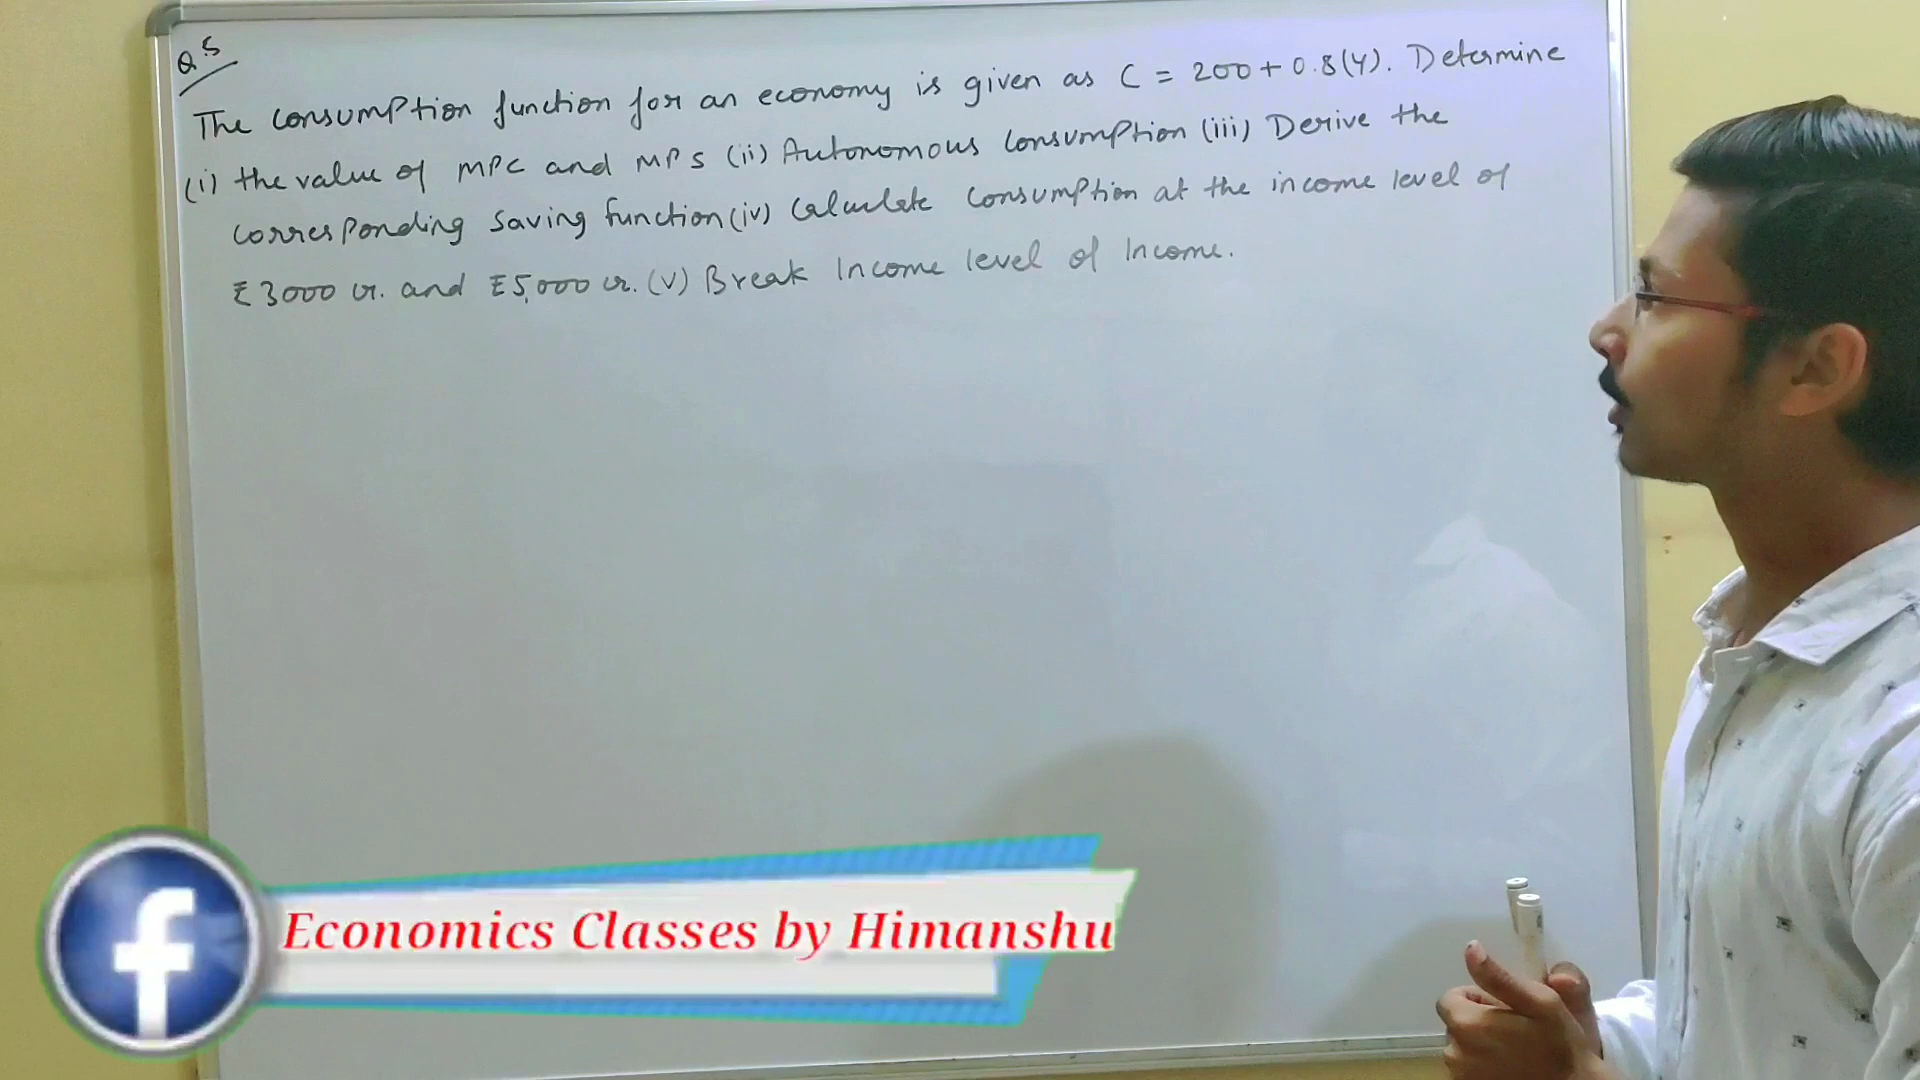 Q.5
The consumption function for an economy is given as C = 200 + 0.8(Y). Determine
(i) the value of MPC and MPS (ii) Autonomous Consumption (iii) Derive the
corresponding saving function (iv) Calculate Consumption at the income level of
₹3000 cr. and ₹5,000 cr. (v) Break Income level of Income.
Economics Classes by Himanshu